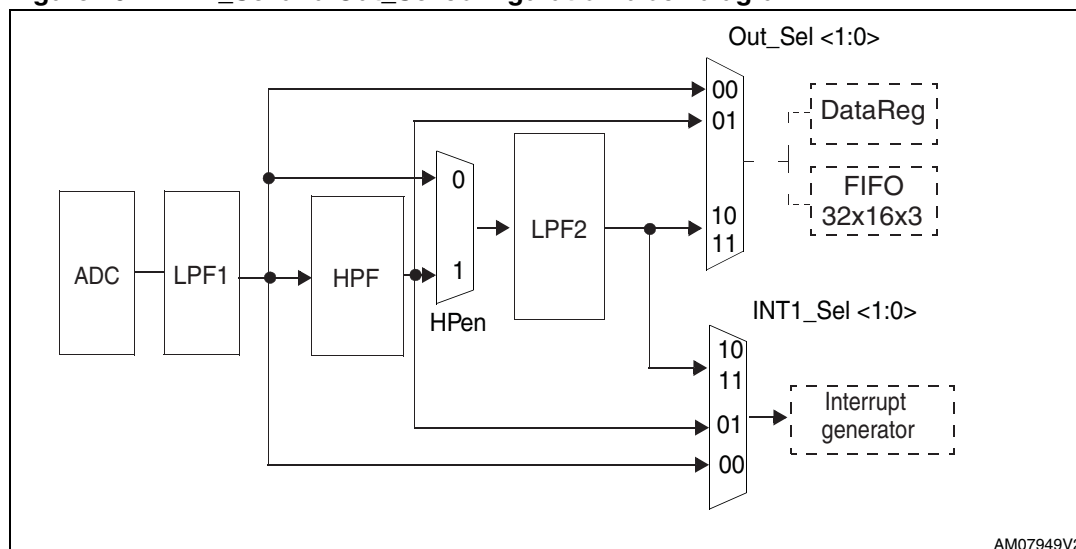 Out_Sel <1:0>
00
01
DataReg
0
FIFO
32x16x3
10
11
ADC
LPF1
HPF
LPF2
1
HPen
INT1_Sel <1:0>
10
11
01
00
Interrupt
generator
AM07949V2